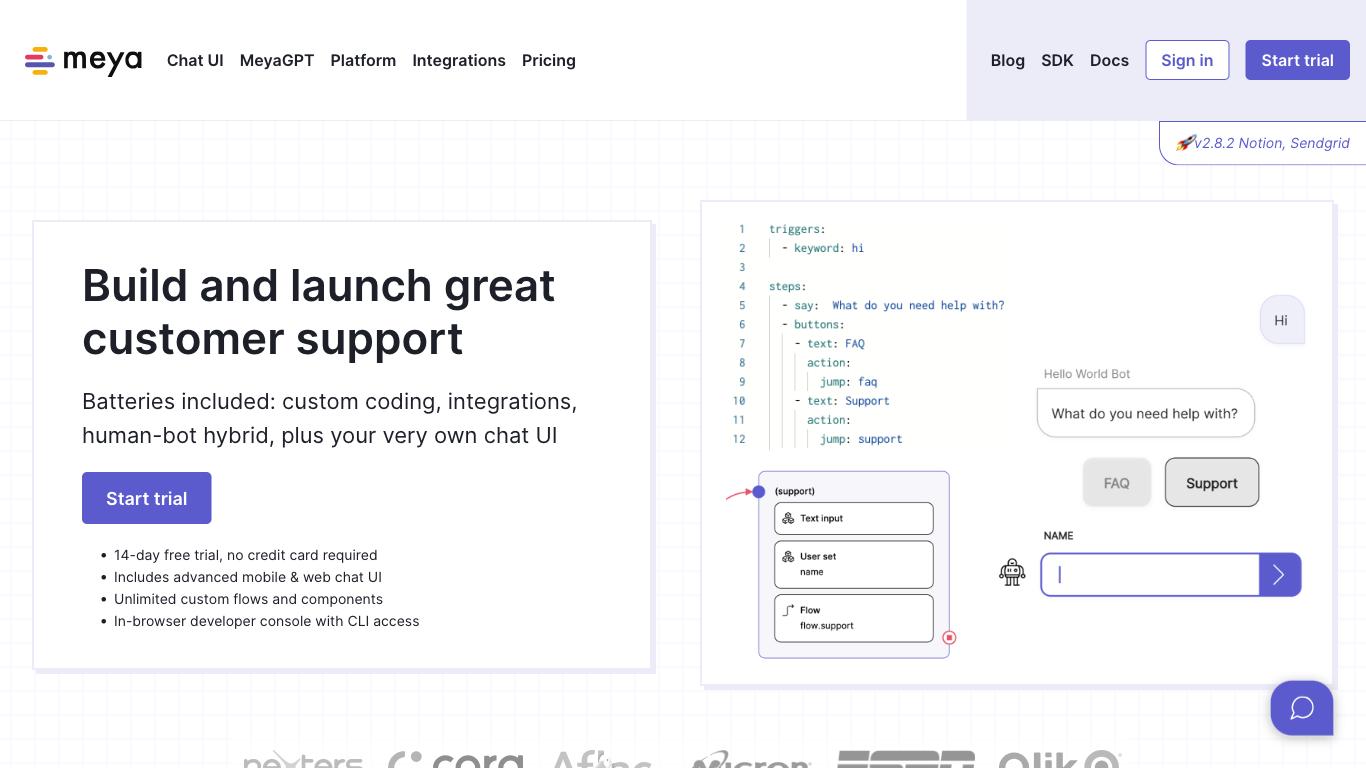 meya
Chat UI MeyaGPT Platform Integrations Pricing
Blog SDK Docs Sign in Start trial
🚀v2.8.2 Notion, Sendgrid
Build and launch great
customer support
Batteries included: custom coding, integrations,
human-bot hybrid, plus your very own chat UI
Start trial
• 14-day free trial, no credit card required
• Includes advanced mobile & web chat UI
• Unlimited custom flows and components
• In-browser developer console with CLI access
1 triggers:
2 - keyword: hi
3
4 steps:
5 - say: What do you need help with?
6 - buttons:
7 - text: FAQ
8 action:
9 jump: faq
10 - text: Support
11 action:
12 jump: support
(support)
Text input
User set
name
Flow
flow.support
Hi
Hello World Bot
What do you need help with?
FAQ Support
NAME
Micron ESPN Qlik